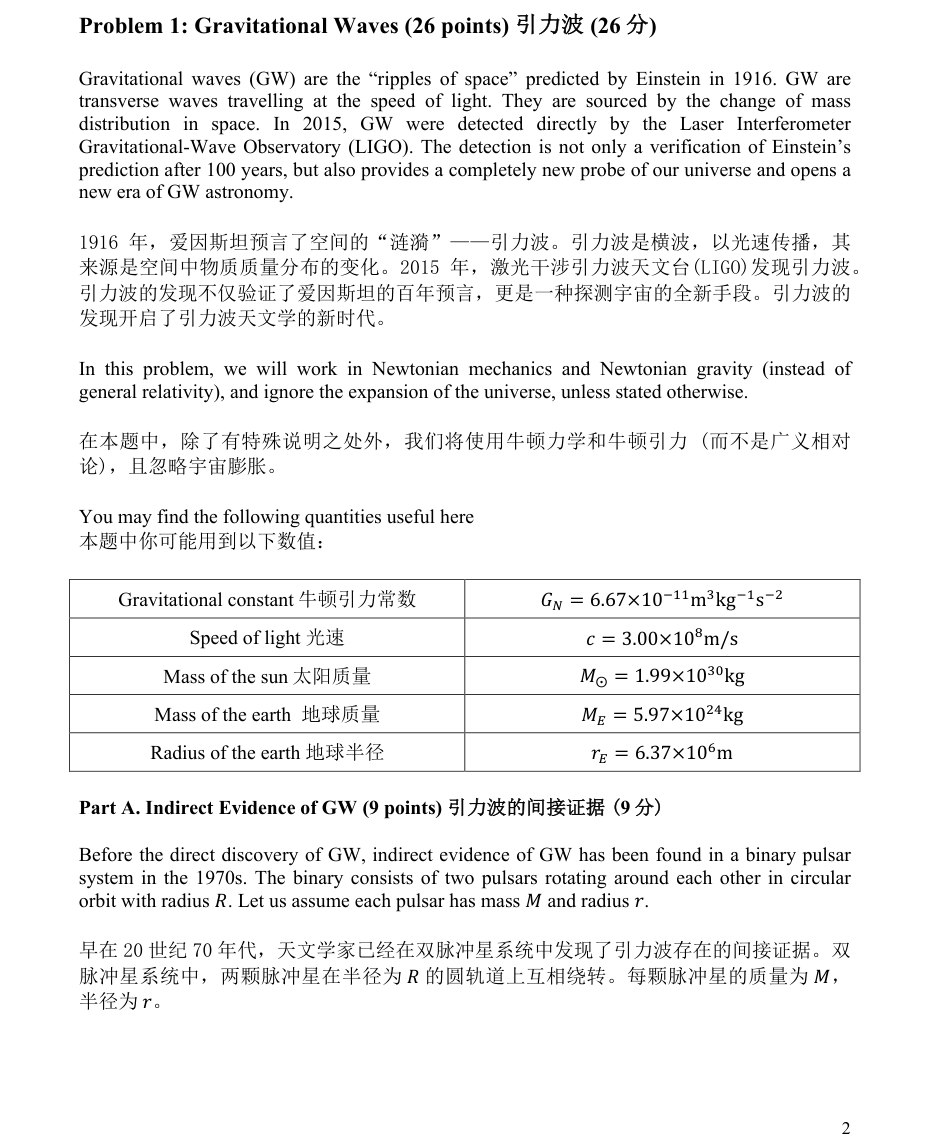 Problem 1: Gravitational Waves (26 points) 引力波 (26 分)
Gravitational waves (GW) are the “ripples of space” predicted by Einstein in 1916. GW are
transverse waves travelling at the speed of light. They are sourced by the change of mass
distribution in space. In 2015, GW were detected directly by the Laser Interferometer
Gravitational-Wave Observatory (LIGO). The detection is not only a verification of Einstein’s
prediction after 100 years, but also provides a completely new probe of our universe and opens a
new era of GW astronomy.
1916 年，爱因斯坦预言了空间的“涟漪”——引力波。引力波是横波，以光速传播，其
来源是空间中物质质量分布的变化。2015 年，激光干涉引力波天文台(LIGO)发现引力波。
引力波的发现不仅验证了爱因斯坦的百年预言，更是一种探测宇宙的全新手段。引力波的
发现开启了引力波天文学的新时代。
In this problem, we will work in Newtonian mechanics and Newtonian gravity (instead of
general relativity), and ignore the expansion of the universe, unless stated otherwise.
在本题中，除了有特殊说明之处外，我们将使用牛顿力学和牛顿引力 (而不是广义相对
论)，且忽略宇宙膨胀。
You may find the following quantities useful here
本题中你可能用到以下数值：
Gravitational constant 牛顿引力常数 G_N = 6.67×10⁻¹¹m³kg⁻¹s⁻²
Speed of light 光速 c = 3.00×10⁸m/s
Mass of the sun 太阳质量 M_⊙ = 1.99×10³⁰kg
Mass of the earth 地球质量 M_E = 5.97×10²⁴kg
Radius of the earth 地球半径 r_E = 6.37×10⁶m
Part A. Indirect Evidence of GW (9 points) 引力波的间接证据 (9 分)
Before the direct discovery of GW, indirect evidence of GW has been found in a binary pulsar
system in the 1970s. The binary consists of two pulsars rotating around each other in circular
orbit with radius R. Let us assume each pulsar has mass M and radius r.
早在 20 世纪 70 年代，天文学家已经在双脉冲星系统中发现了引力波存在的间接证据。双
脉冲星系统中，两颗脉冲星在半径为 R 的圆轨道上互相绕转。每颗脉冲星的质量为 M，
半径为 r。
2